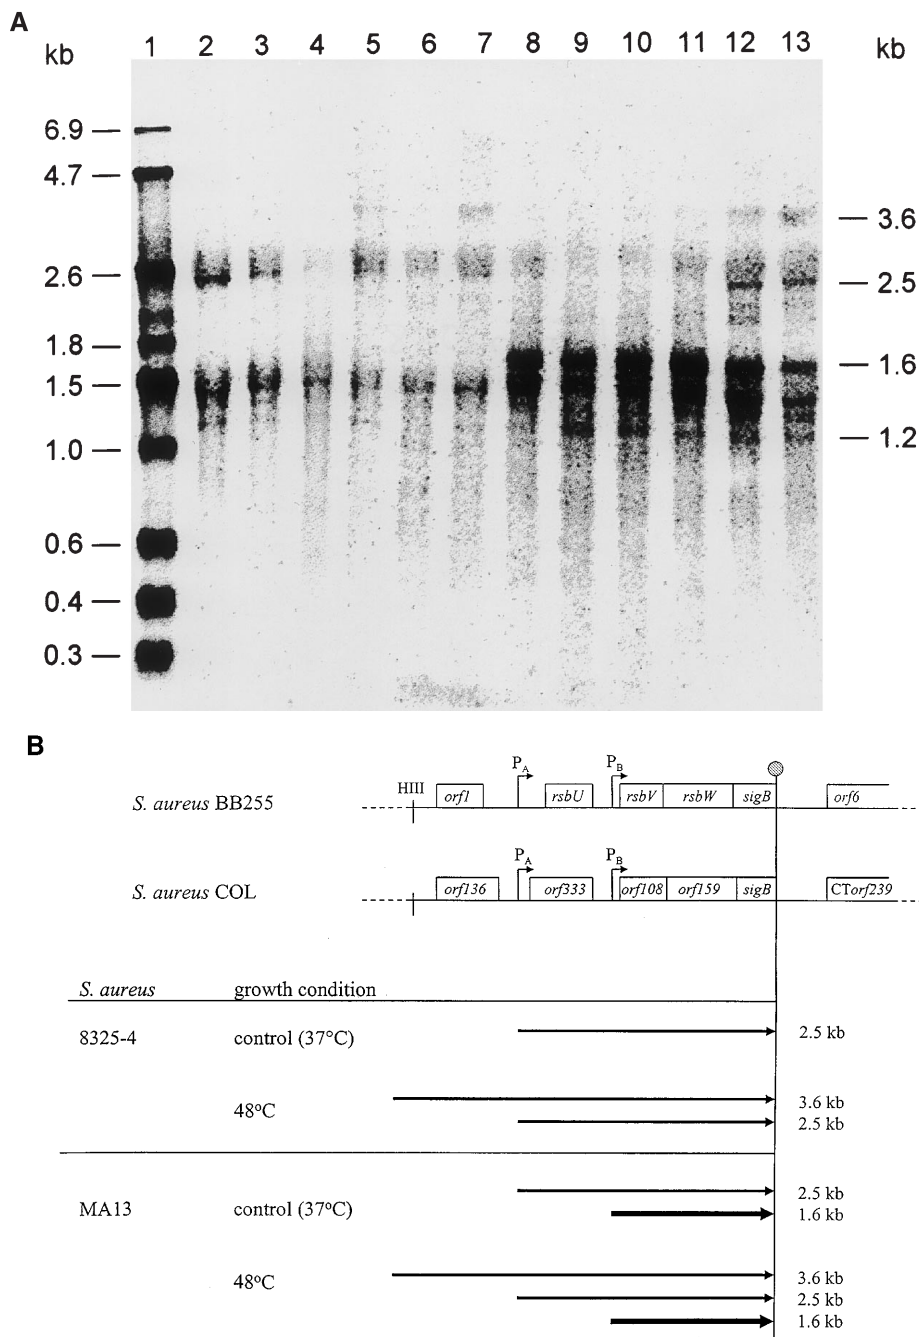 A
kb 1 2 3 4 5 6 7 8 9 10 11 12 13 kb
6.9
4.7
3.6
2.6
2.5
1.8
1.6
1.5
1.2
1.0
0.6
0.4
0.3
B
S. aureus BB255 HIII orf1 PA rsbU PB rsbV rsbW sigB orf6
S. aureus COL orf136 PA orf333 PB orf108 orf159 sigB CTorf239
S. aureus growth condition
8325-4 control (37°C) 2.5 kb
48°C 3.6 kb
2.5 kb
MA13 control (37°C) 2.5 kb
1.6 kb
48°C 3.6 kb
2.5 kb
1.6 kb